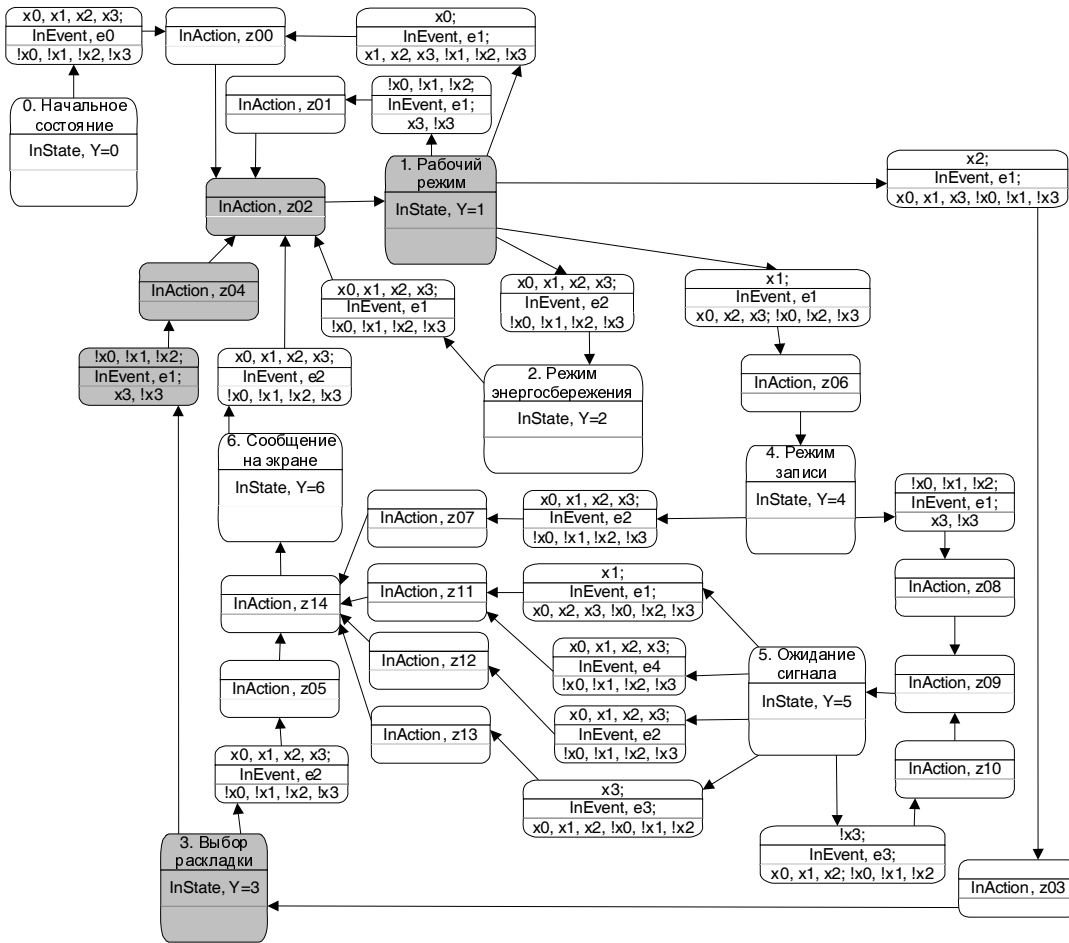 x0, x1, x2, x3;
InEvent, e0
!x0, !x1, !x2, !x3
InAction, z00
x0;
InEvent, e1;
x1, x2, x3, !x1, !x2, !x3
0. Начальное
состояние
InState, Y=0
InAction, z01
!x0, !x1, !x2;
InEvent, e1;
x3, !x3
1. Рабочий
режим
InState, Y=1
x2;
InEvent, e1;
x0, x1, x3, !x0, !x1, !x3
InAction, z02
InAction, z04
x0, x1, x2, x3;
InEvent, e1
!x0, !x1, !x2, !x3
x0, x1, x2, x3;
InEvent, e2
!x0, !x1, !x2, !x3
x1;
InEvent, e1
x0, x2, x3; !x0, !x2, !x3
!x0, !x1, !x2;
InEvent, e1;
x3, !x3
x0, x1, x2, x3;
InEvent, e2
!x0, !x1, !x2, !x3
2. Режим
энергосбережения
InState, Y=2
InAction, z06
6. Сообщение
на экране
InState, Y=6
4. Режим
записи
InState, Y=4
InAction, z07
x0, x1, x2, x3;
InEvent, e2
!x0, !x1, !x2, !x3
!x0, !x1, !x2;
InEvent, e1;
x3, !x3
InAction, z14
InAction, z11
x1;
InEvent, e1;
x0, x2, x3, !x0, !x2, !x3
InAction, z08
InAction, z12
x0, x1, x2, x3;
InEvent, e4
!x0, !x1, !x2, !x3
5. Ожидание
сигнала
InState, Y=5
InAction, z09
InAction, z05
InAction, z13
x0, x1, x2, x3;
InEvent, e2
!x0, !x1, !x2, !x3
InAction, z10
x0, x1, x2, x3;
InEvent, e2
!x0, !x1, !x2, !x3
x3;
InEvent, e3;
x0, x1, x2, !x0, !x1, !x2
!x3;
InEvent, e3;
x0, x1, x2; !x0, !x1, !x2
3. Выбор
раскладки
InState, Y=3
InAction, z03